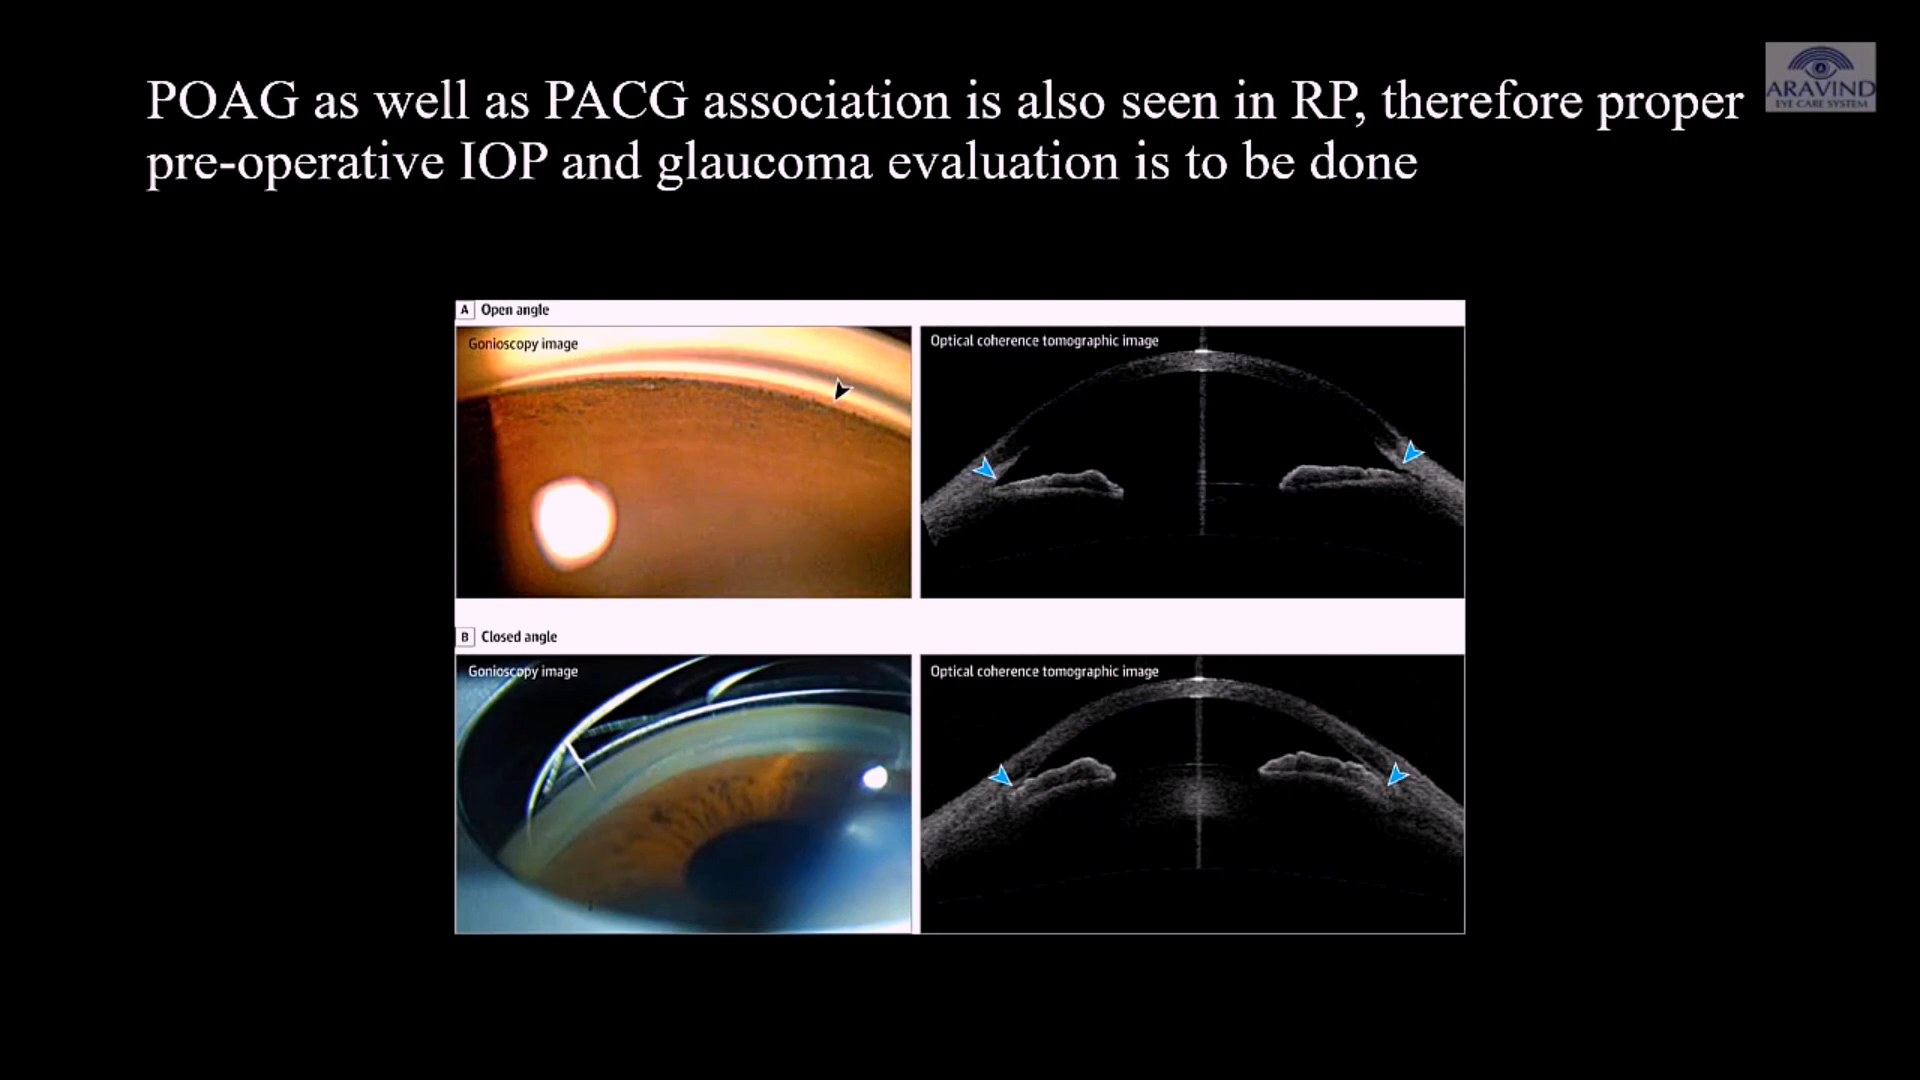 POAG as well as PACG association is also seen in RP, therefore proper
pre-operative IOP and glaucoma evaluation is to be done
ARAVIND
EYE CARE SYSTEM
A Open angle
Gonioscopy image
Optical coherence tomographic image
B Closed angle
Gonioscopy image
Optical coherence tomographic image